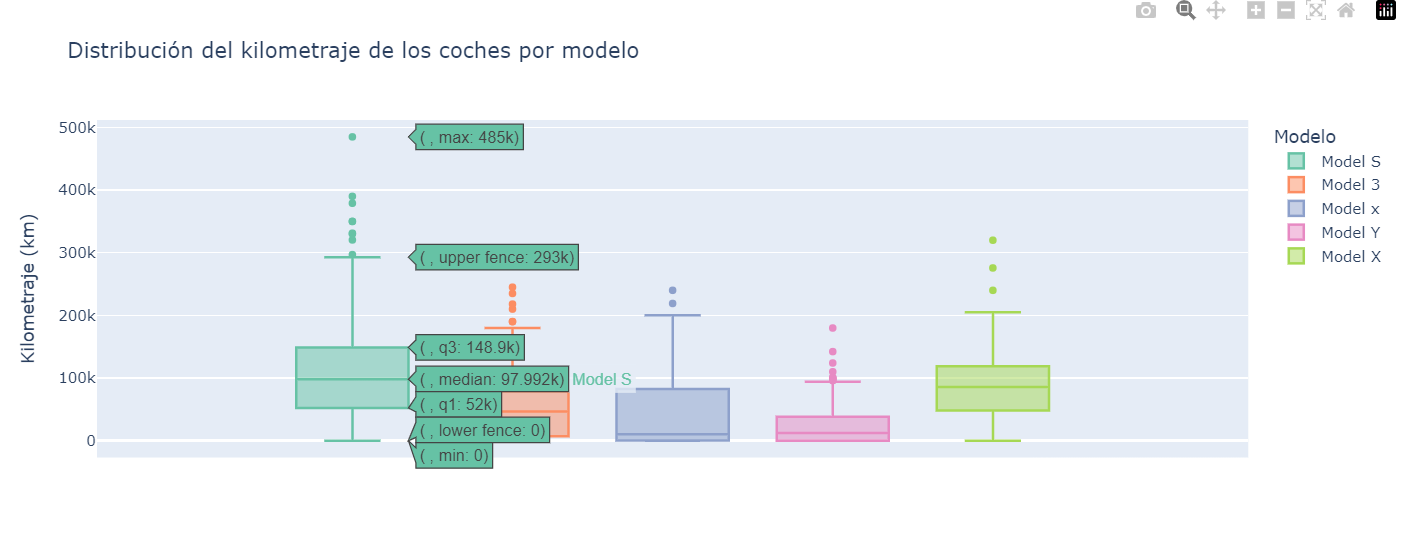 Distribución del kilometraje de los coches por modelo
Kilometraje (km)
500k
400k
300k
200k
100k
0
( , max: 485k)
( , upper fence: 293k)
( , q3: 148.9k)
( , median: 97.992k) Model S
( , q1: 52k)
( , lower fence: 0)
( , min: 0)
Modelo
Model S
Model 3
Model x
Model Y
Model X